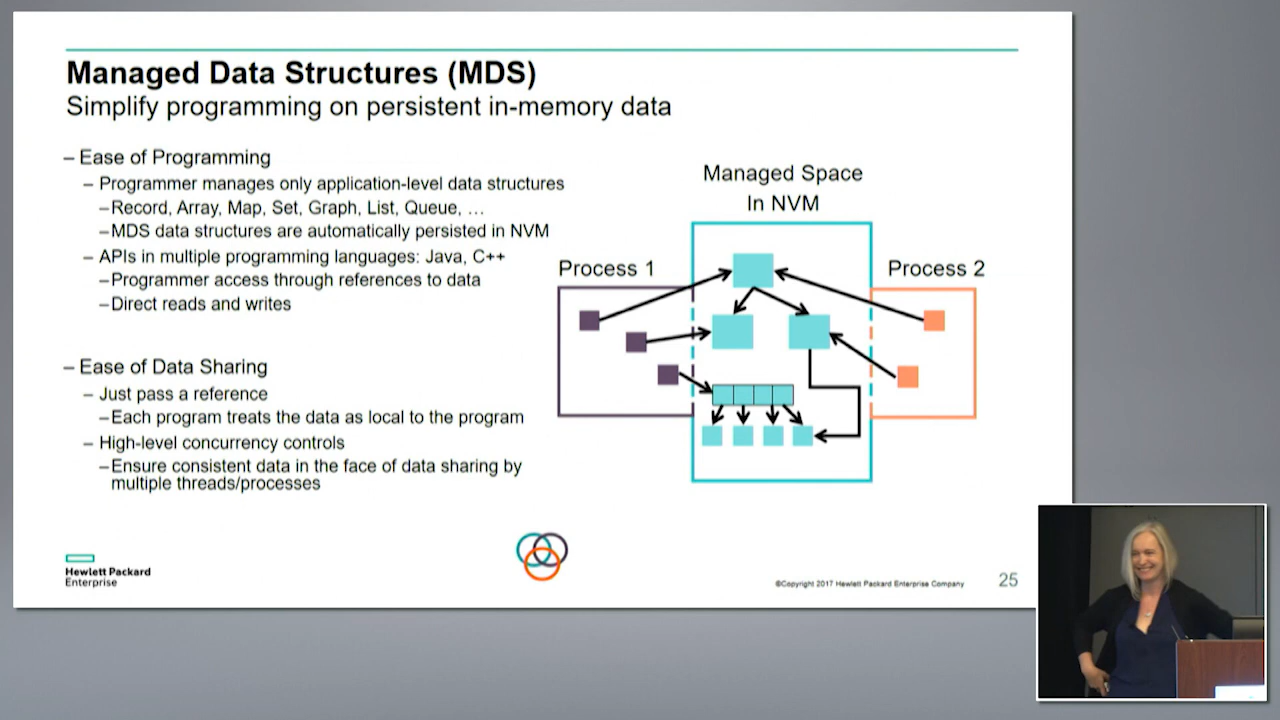 Managed Data Structures (MDS)
Simplify programming on persistent in-memory data
– Ease of Programming
– Programmer manages only application-level data structures
– Record, Array, Map, Set, Graph, List, Queue, …
– MDS data structures are automatically persisted in NVM
– APIs in multiple programming languages: Java, C++
– Programmer access through references to data
– Direct reads and writes
– Ease of Data Sharing
– Just pass a reference
– Each program treats the data as local to the program
– High-level concurrency controls
– Ensure consistent data in the face of data sharing by
multiple threads/processes
Managed Space
In NVM
Process 1
Process 2
Hewlett Packard
Enterprise
©Copyright 2017 Hewlett Packard Enterprise Company
25